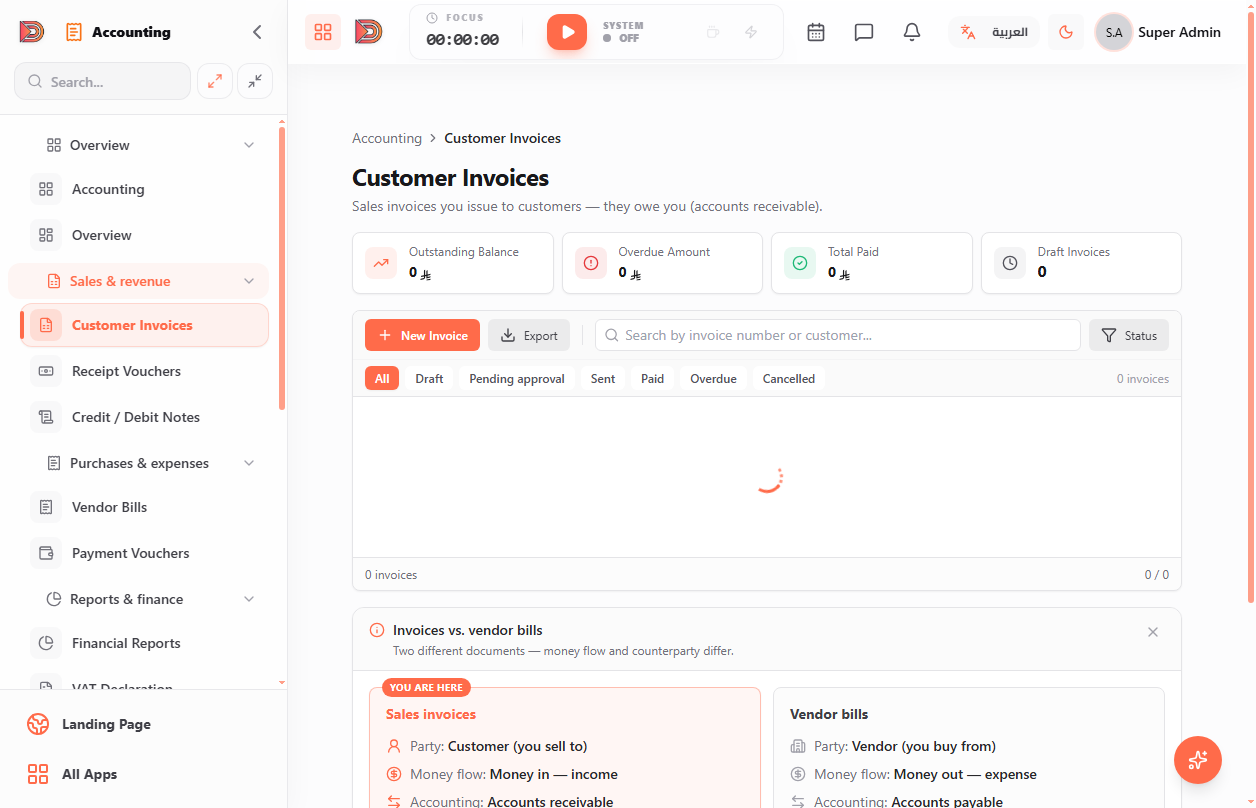 Accounting
Search...
Overview
Accounting
Overview
Sales & revenue
Customer Invoices
Receipt Vouchers
Credit / Debit Notes
Purchases & expenses
Vendor Bills
Payment Vouchers
Reports & finance
Financial Reports
VAT Declaration
Landing Page
All Apps
FOCUS
00:00:00
SYSTEM
OFF
العربية
S.A
Super Admin
Accounting > Customer Invoices
Customer Invoices
Sales invoices you issue to customers — they owe you (accounts receivable).
Outstanding Balance
0
Overdue Amount
0
Total Paid
0
Draft Invoices
0
New Invoice
Export
Search by invoice number or customer...
Status
All
Draft
Pending approval
Sent
Paid
Overdue
Cancelled
0 invoices
0 invoices
0 / 0
Invoices vs. vendor bills
Two different documents — money flow and counterparty differ.
YOU ARE HERE
Sales invoices
Party: Customer (you sell to)
Money flow: Money in — income
Accounting: Accounts receivable
Vendor bills
Party: Vendor (you buy from)
Money flow: Money out — expense
Accounting: Accounts payable